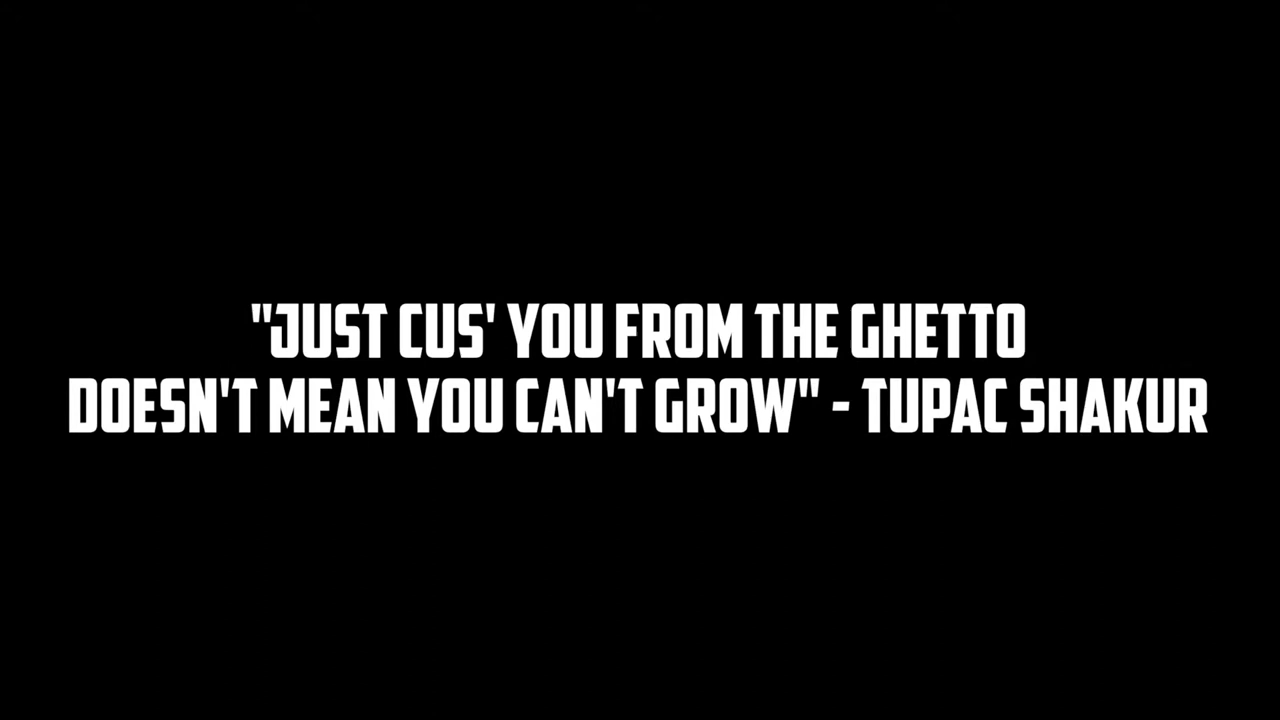 "JUST CUS' YOU FROM THE GHETTO
DOESN'T MEAN YOU CAN'T GROW" - TUPAC SHAKUR